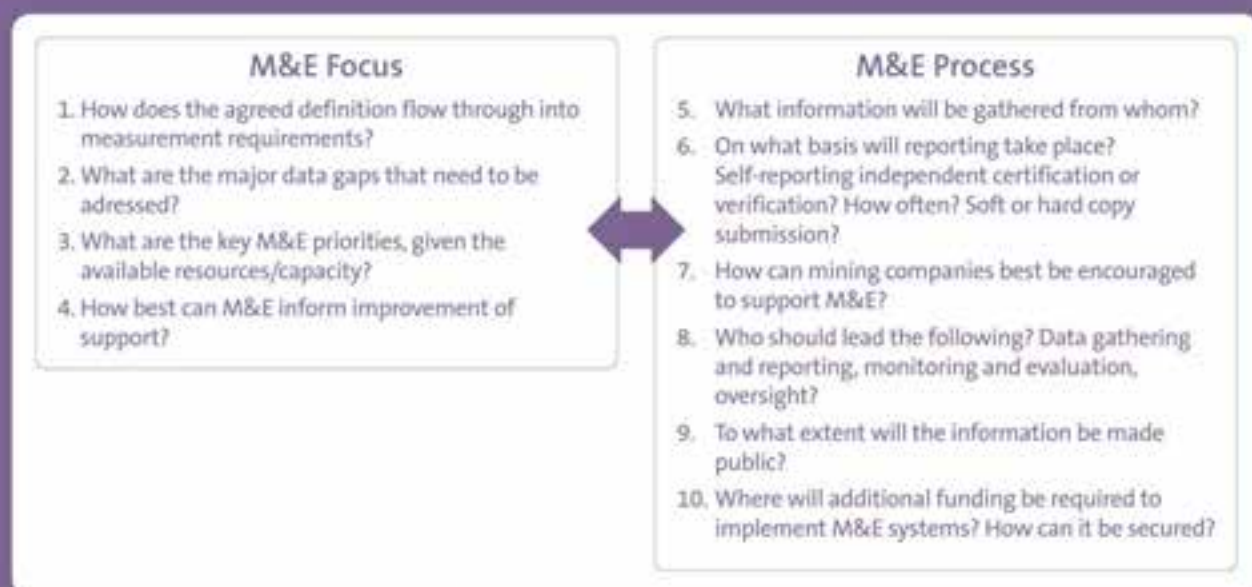 M&E Focus
1. How does the agreed definition flow through into
measurement requirements?
2. What are the major data gaps that need to be
adressed?
3. What are the key M&E priorities, given the
available resources/capacity?
4. How best can M&E inform improvement of
support?
M&E Process
5. What information will be gathered from whom?
6. On what basis will reporting take place?
Self-reporting independent certification or
verification? How often? Soft or hard copy
submission?
7. How can mining companies best be encouraged
to support M&E?
8. Who should lead the following? Data gathering
and reporting, monitoring and evaluation,
oversight?
9. To what extent will the information be made
public?
10. Where will additional funding be required to
implement M&E systems? How can it be secured?